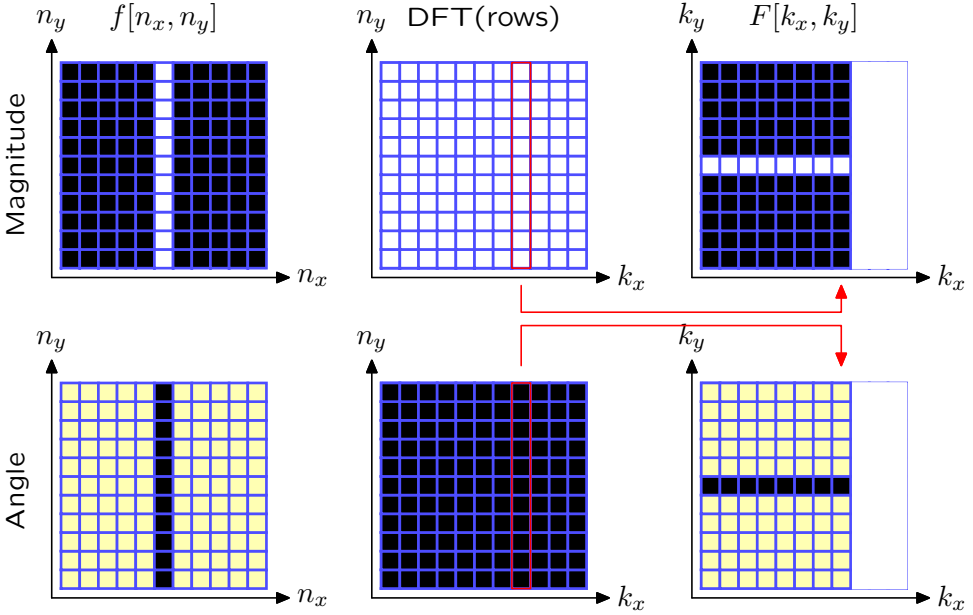 n_y f[n_x, n_y] n_y DFT(rows) k_y F[k_x, k_y]
Magnitude
n_x k_x k_x
n_y n_y k_y
Angle
n_x k_x k_x